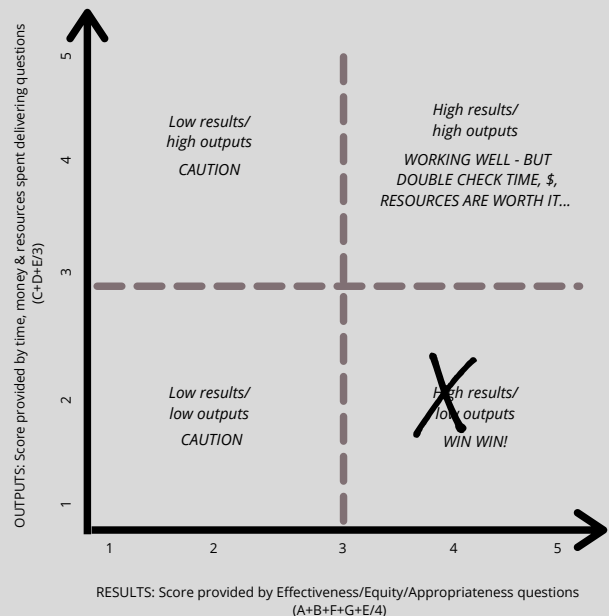 OUTPUTS: Score provided by time, money & resources spent delivering questions
(C+D+E/3)
5
4
3
2
1
Low results/
high outputs
CAUTION
High results/
high outputs
WORKING WELL - BUT
DOUBLE CHECK TIME, $,
RESOURCES ARE WORTH IT...
Low results/
low outputs
CAUTION
High results/
low outputs
WIN WIN!
1
2
3
4
5
RESULTS: Score provided by Effectiveness/Equity/Appropriateness questions
(A+B+F+G+E/4)